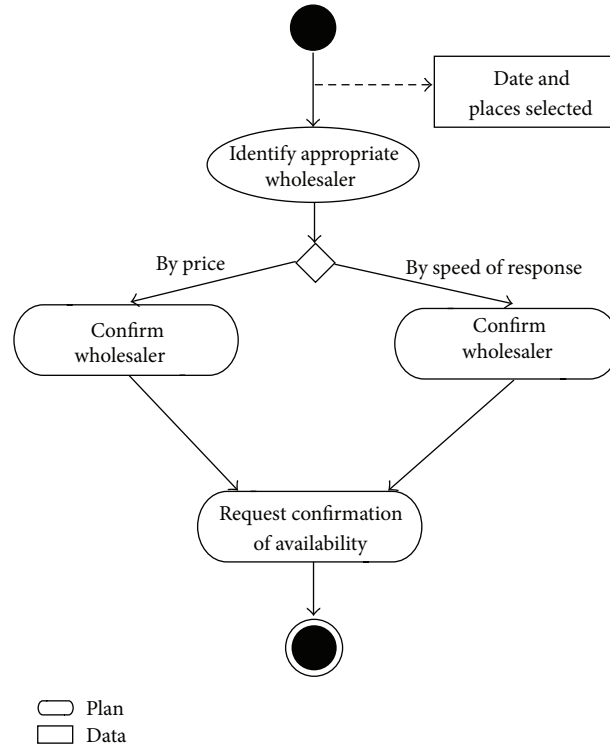 Date and
places selected
Identify appropriate
wholesaler
By price
By speed of response
Confirm
wholesaler
Confirm
wholesaler
Request confirmation
of availability
Plan
Data